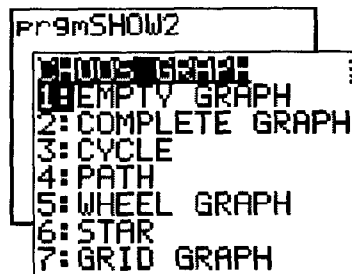 prgmSHOW2
GRAPH
1:EMPTY GRAPH
2:COMPLETE GRAPH
3:CYCLE
4:PATH
5:WHEEL GRAPH
6:STAR
7:GRID GRAPH